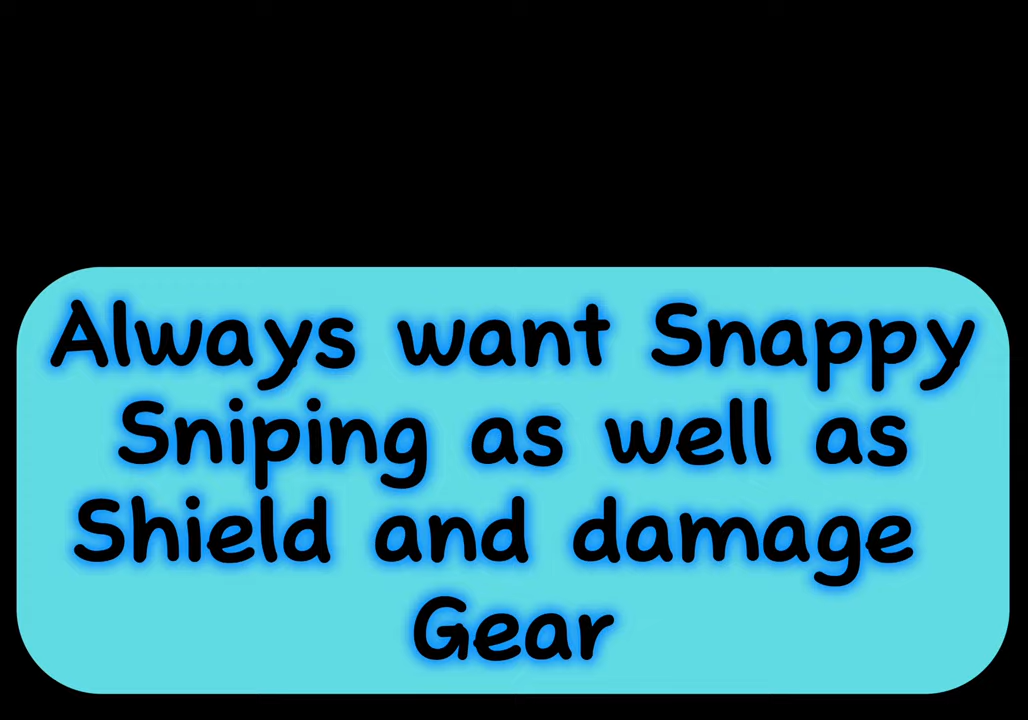 Always want Snappy
Sniping as well as
Shield and damage
Gear